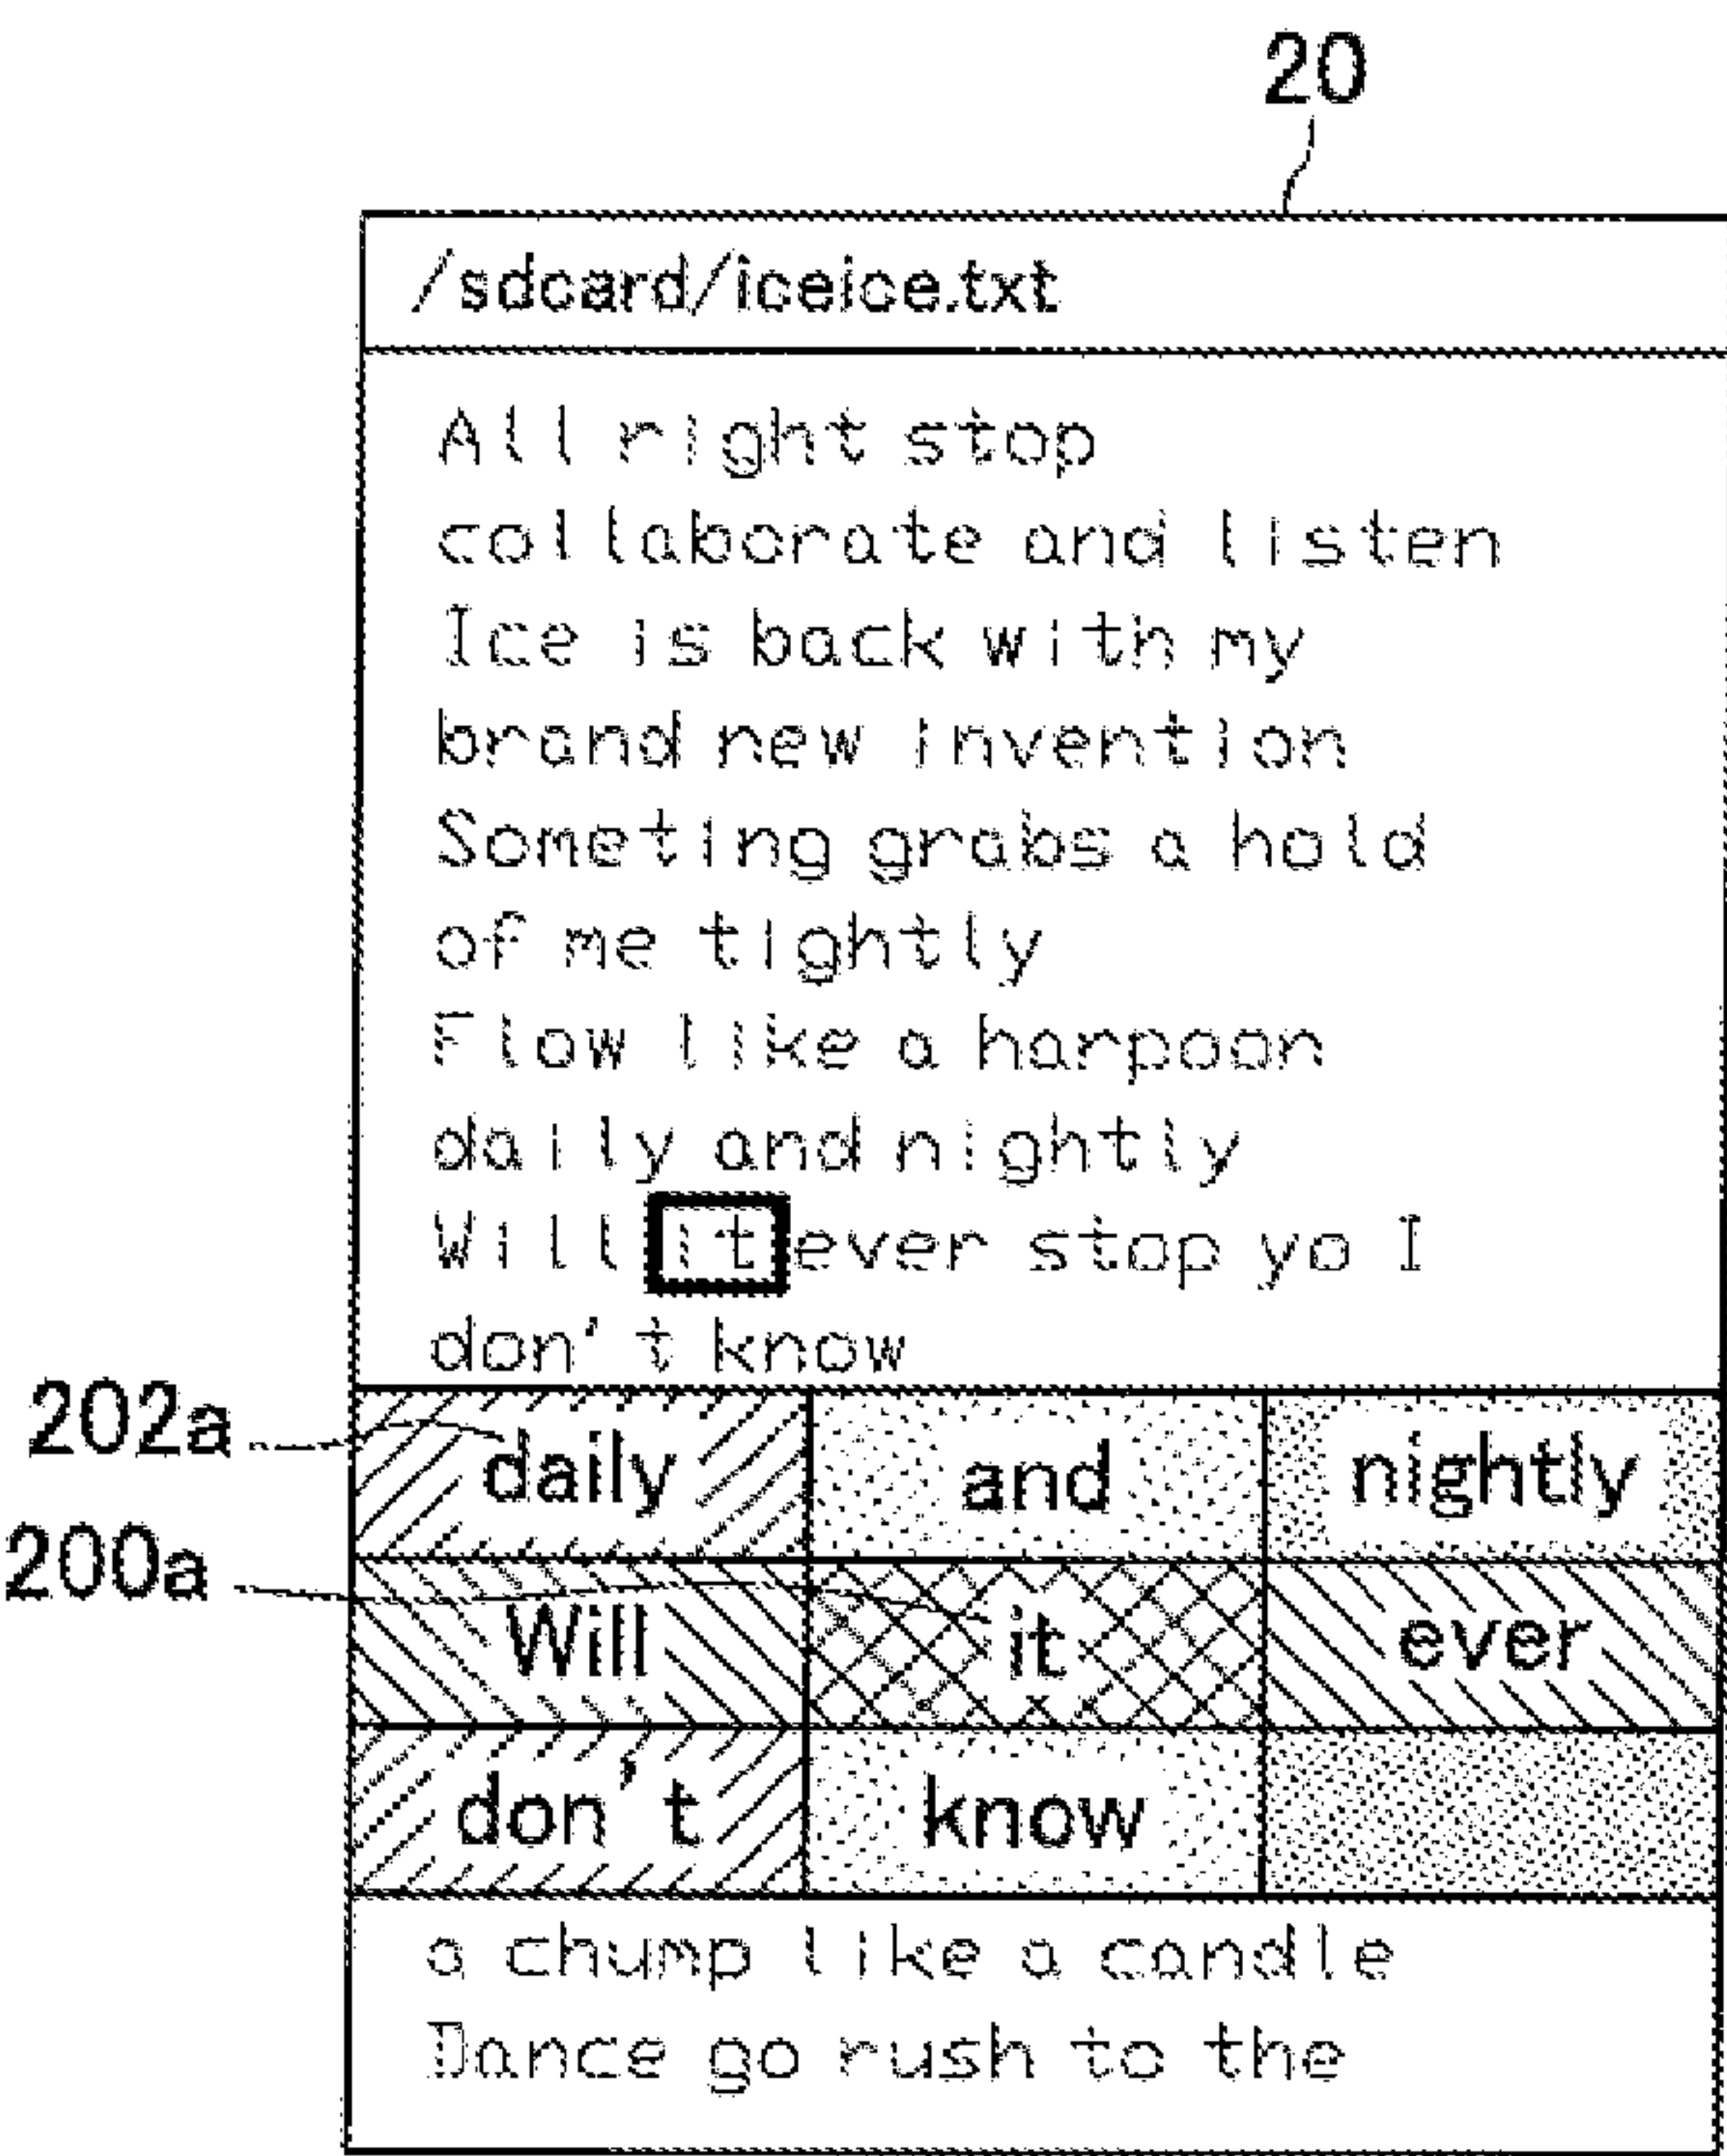 20
/sdcard/iceice.txt
All right stop
collaborate and listen
Ice is back with my
brand new invention
Someting grabs a hold
of me tightly
Flow like a harpoon
daily and nightly
Will it ever stop yo I
don't know
202a
daily and nightly
200a
Will it ever
don't know
a chump like a candle
Dance go rush to the